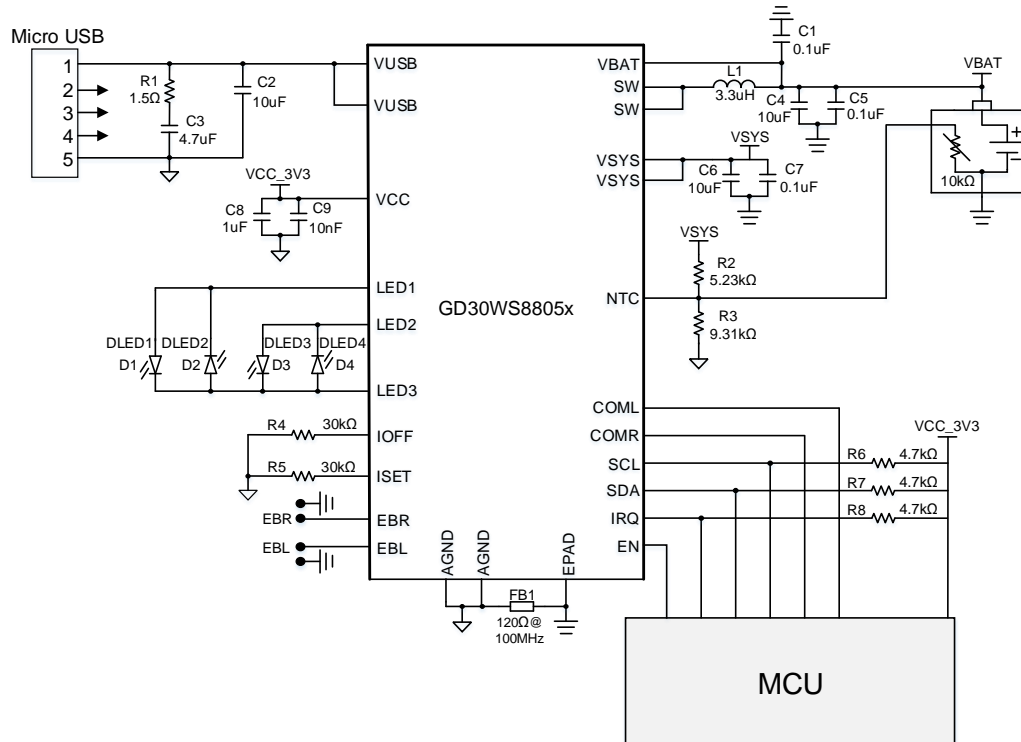 Micro USB
1
2
3
4
5
R1
1.5Ω
C3
4.7uF
C2
10uF
VCC_3V3
C8
1uF
C9
10nF
DLED1
D1
DLED2
D2
DLED3
D3
DLED4
D4
R4 30kΩ
R5 30kΩ
EBR
EBL
VUSB
VUSB
VCC
LED1
LED2
LED3
IOFF
ISET
EBR
EBL
GD30WS8805x
AGND
AGND
EPAD
FB1
120Ω@
100MHz
VBAT
SW
SW
VSYS
VSYS
NTC
COML
COMR
SCL
SDA
IRQ
EN
C1
0.1uF
L1
3.3uH
C4
10uF
C5
0.1uF
VBAT
+
10kΩ
VSYS
C6
10uF
C7
0.1uF
VSYS
R2
5.23kΩ
R3
9.31kΩ
VCC_3V3
R6 4.7kΩ
R7 4.7kΩ
R8 4.7kΩ
MCU